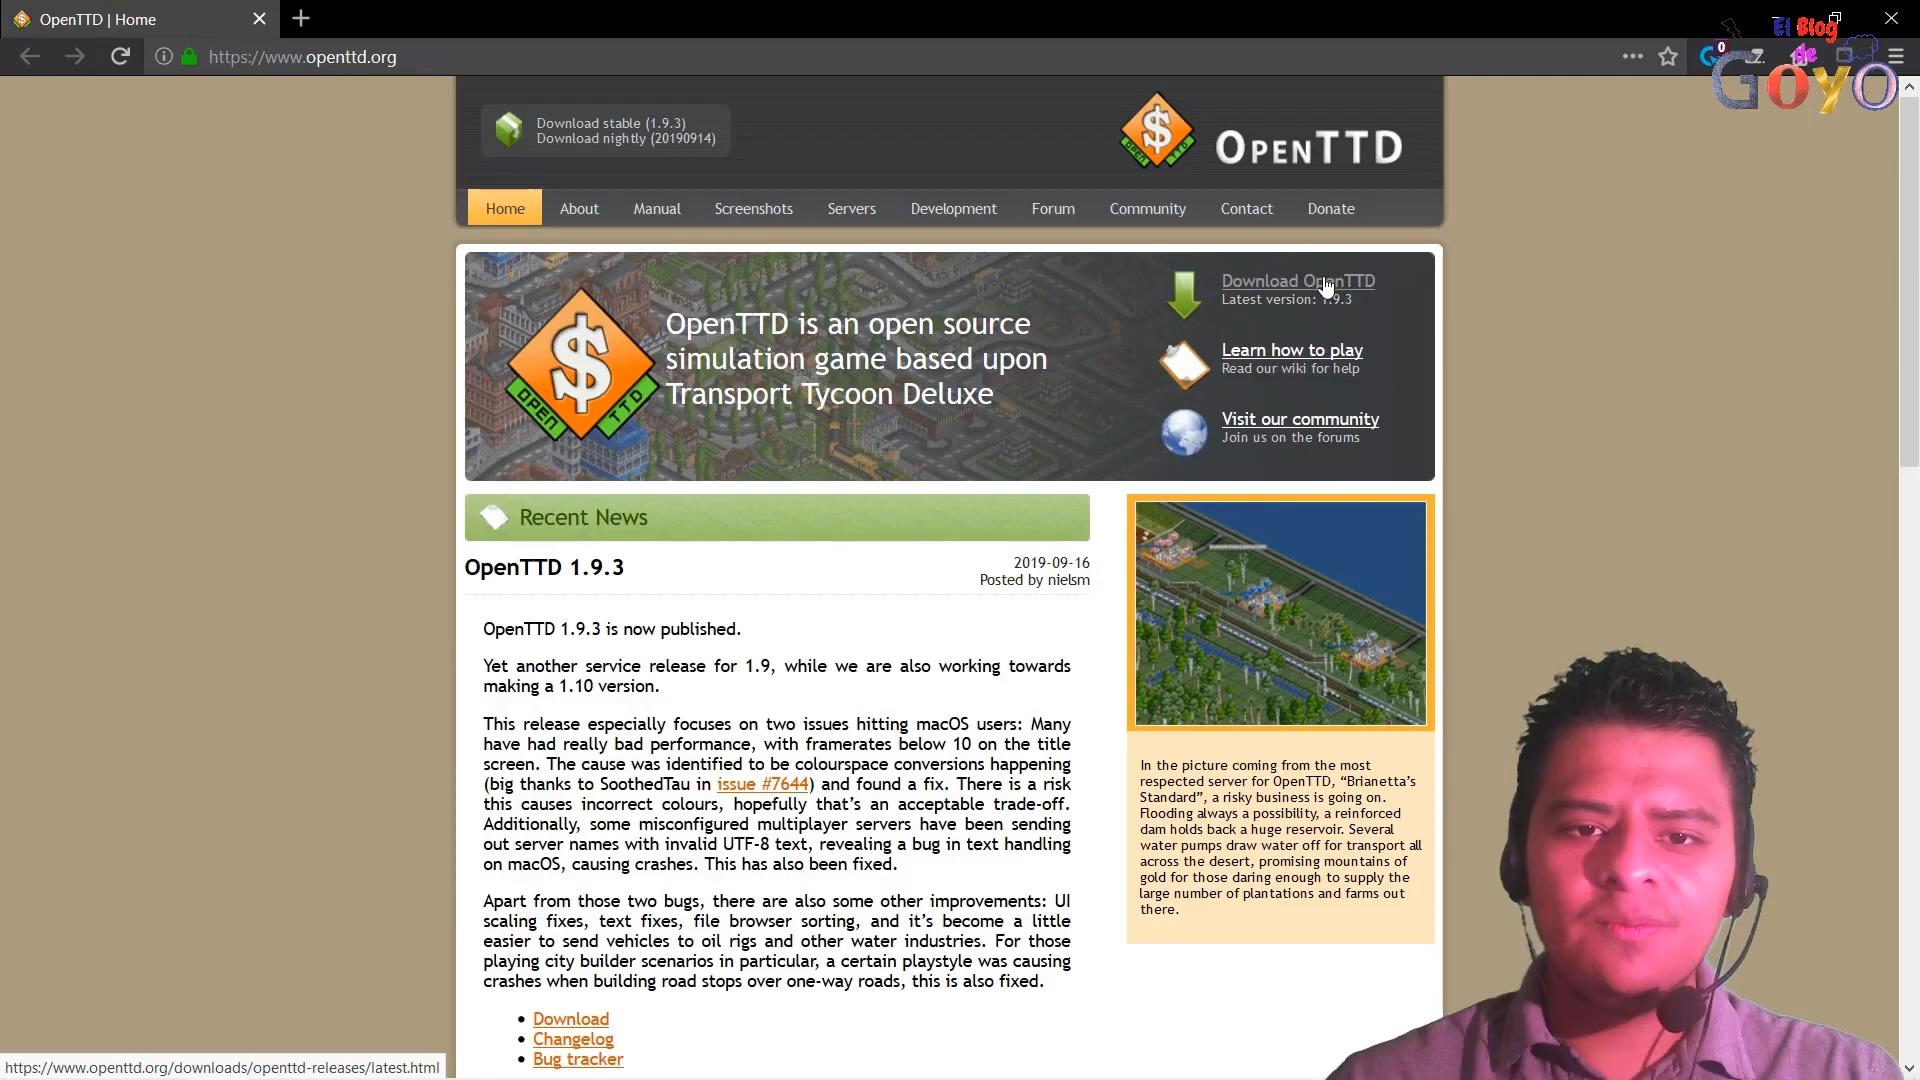 OpenTTD | Home
El Blog
de
GoyO
0
https://www.openttd.org
Download stable (1.9.3)
Download nightly (20190914)
$
OPEN TTD
OPENTTD
Home
About
Manual
Screenshots
Servers
Development
Forum
Community
Contact
Donate
$
OPEN TTD
OpenTTD is an open source
simulation game based upon
Transport Tycoon Deluxe
Download OpenTTD
Latest version: 1.9.3
Learn how to play
Read our wiki for help
Visit our community
Join us on the forums
Recent News
OpenTTD 1.9.3
2019-09-16
Posted by nielsm
OpenTTD 1.9.3 is now published.
Yet another service release for 1.9, while we are also working towards
making a 1.10 version.
This release especially focuses on two issues hitting macOS users: Many
have had really bad performance, with framerates below 10 on the title
screen. The cause was identified to be colourspace conversions happening
(big thanks to SoothedTau in issue #7644) and found a fix. There is a risk
this causes incorrect colours, hopefully that's an acceptable trade-off.
Additionally, some misconfigured multiplayer servers have been sending
out server names with invalid UTF-8 text, revealing a bug in text handling
on macOS, causing crashes. This has also been fixed.
Apart from those two bugs, there are also some other improvements: UI
scaling fixes, text fixes, file browser sorting, and it's become a little
easier to send vehicles to oil rigs and other water industries. For those
playing city builder scenarios in particular, a certain playstyle was causing
crashes when building road stops over one-way roads, this is also fixed.
• Download
• Changelog
• Bug tracker
In the picture coming from the most
respected server for OpenTTD, "Brianetta's
Standard", a risky business is going on.
Flooding always a possibility, a reinforced
dam holds back a huge reservoir. Several
water pumps draw water off for transport all
across the desert, promising mountains of
gold for those daring enough to supply the
large number of plantations and farms out
there.
https://www.openttd.org/downloads/openttd-releases/latest.html